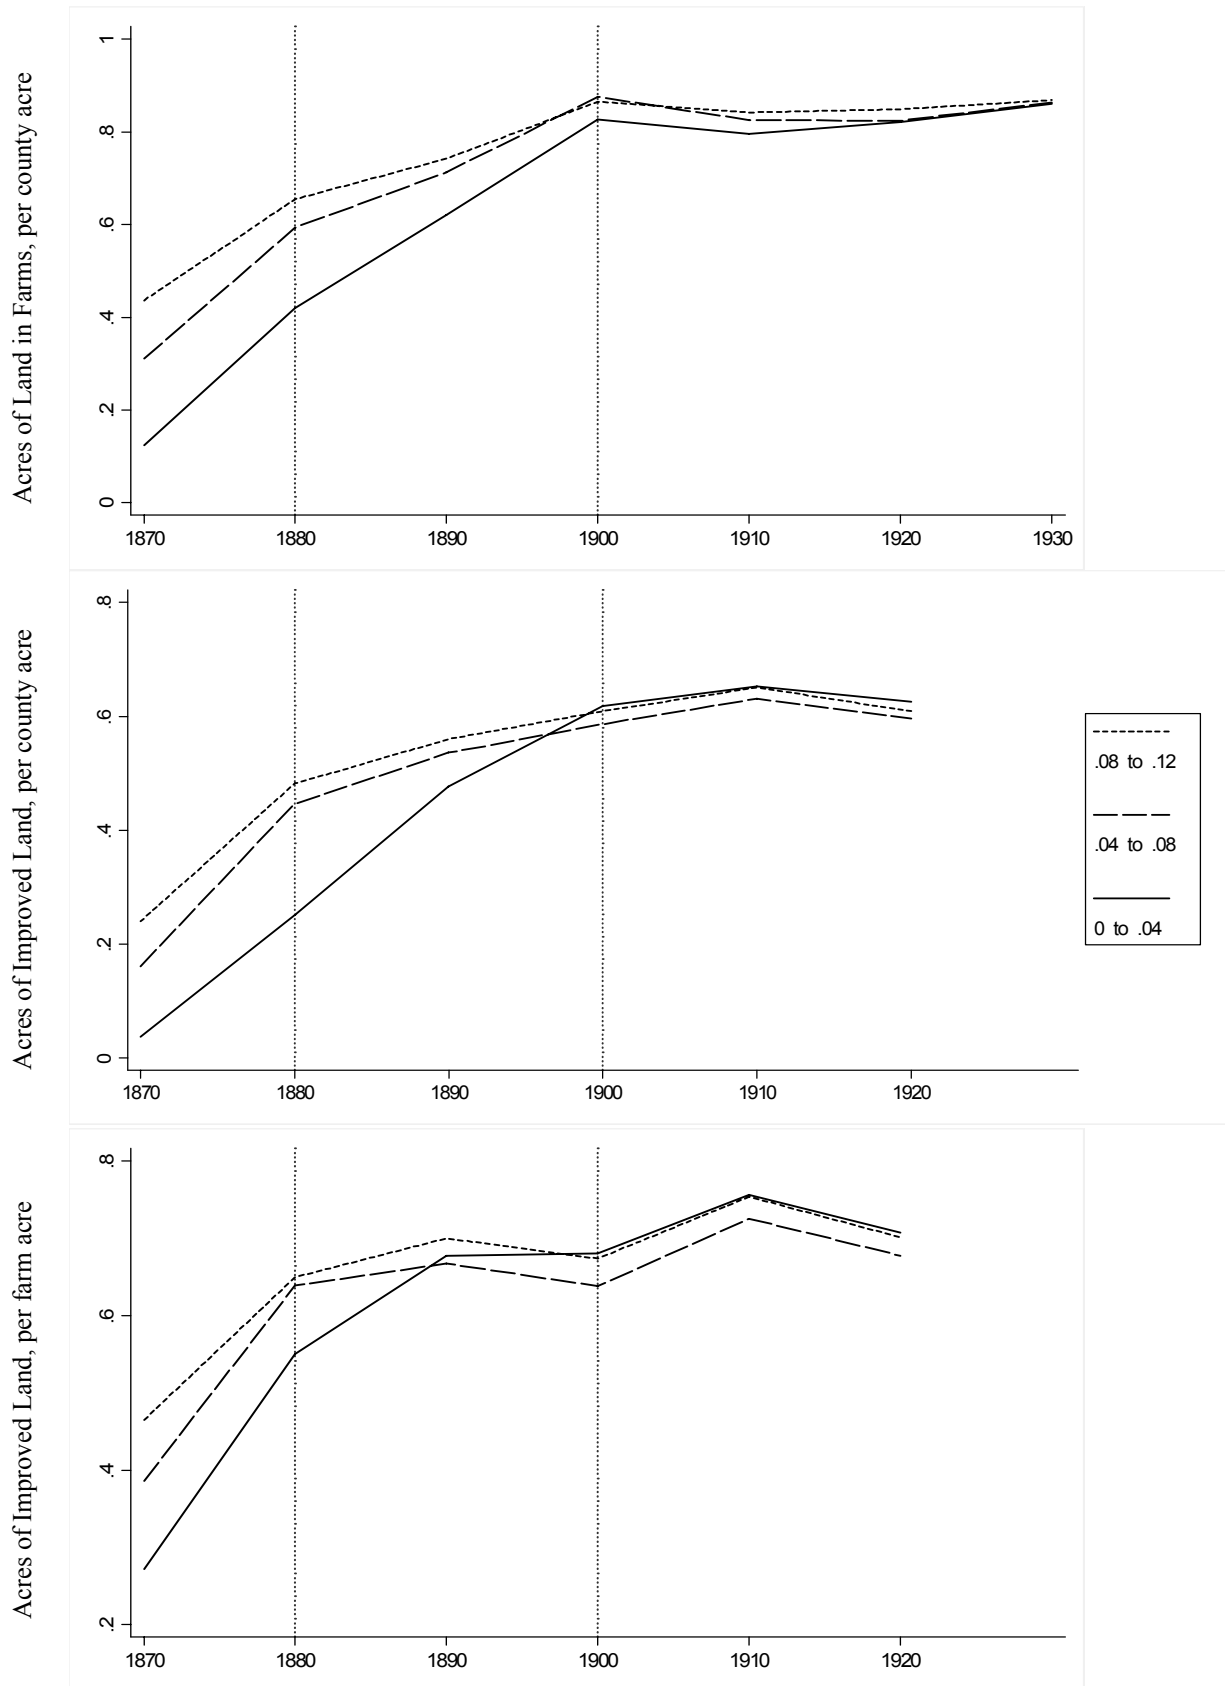 Acres of Land in Farms, per county acre
1
.8
.6
.4
.2
0
1870 1880 1890 1900 1910 1920 1930
Acres of Improved Land, per county acre
.8
.6
.4
.2
0
1870 1880 1890 1900 1910 1920
.08 to .12
.04 to .08
0 to .04
Acres of Improved Land, per farm acre
.8
.6
.4
.2
1870 1880 1890 1900 1910 1920